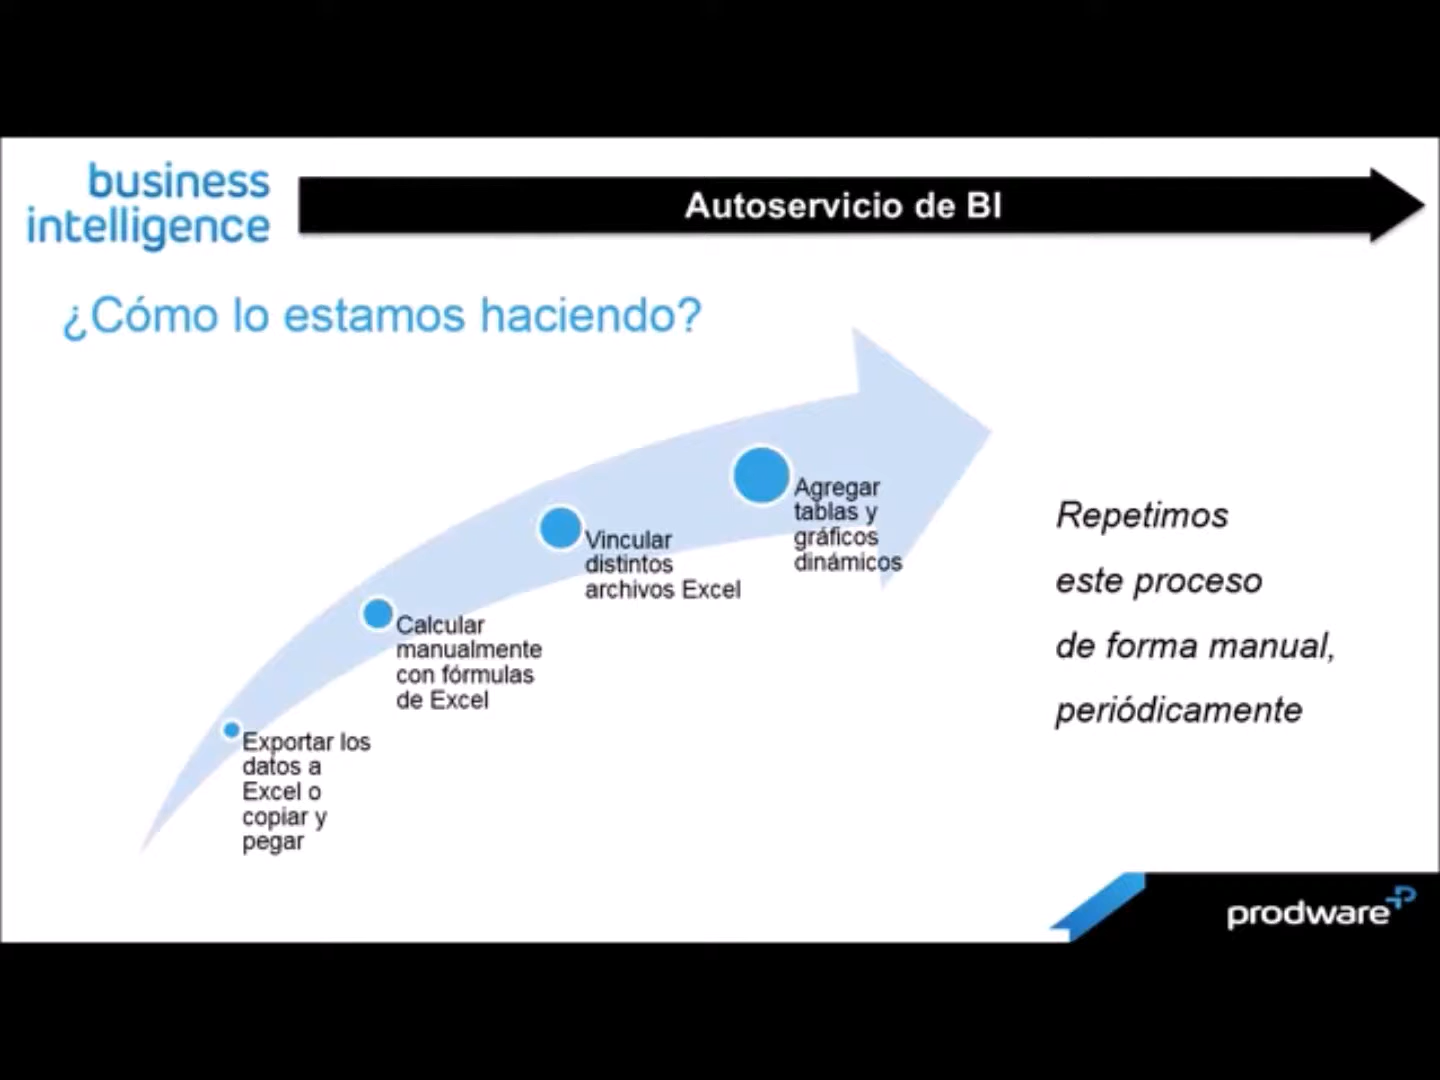 business
intelligence
Autoservicio de BI
¿Cómo lo estamos haciendo?
Exportar los
datos a
Excel o
copiar y
pegar
Calcular
manualmente
con fórmulas
de Excel
Vincular
distintos
archivos Excel
Agregar
tablas y
gráficos
dinámicos
Repetimos
este proceso
de forma manual,
periódicamente
prodware